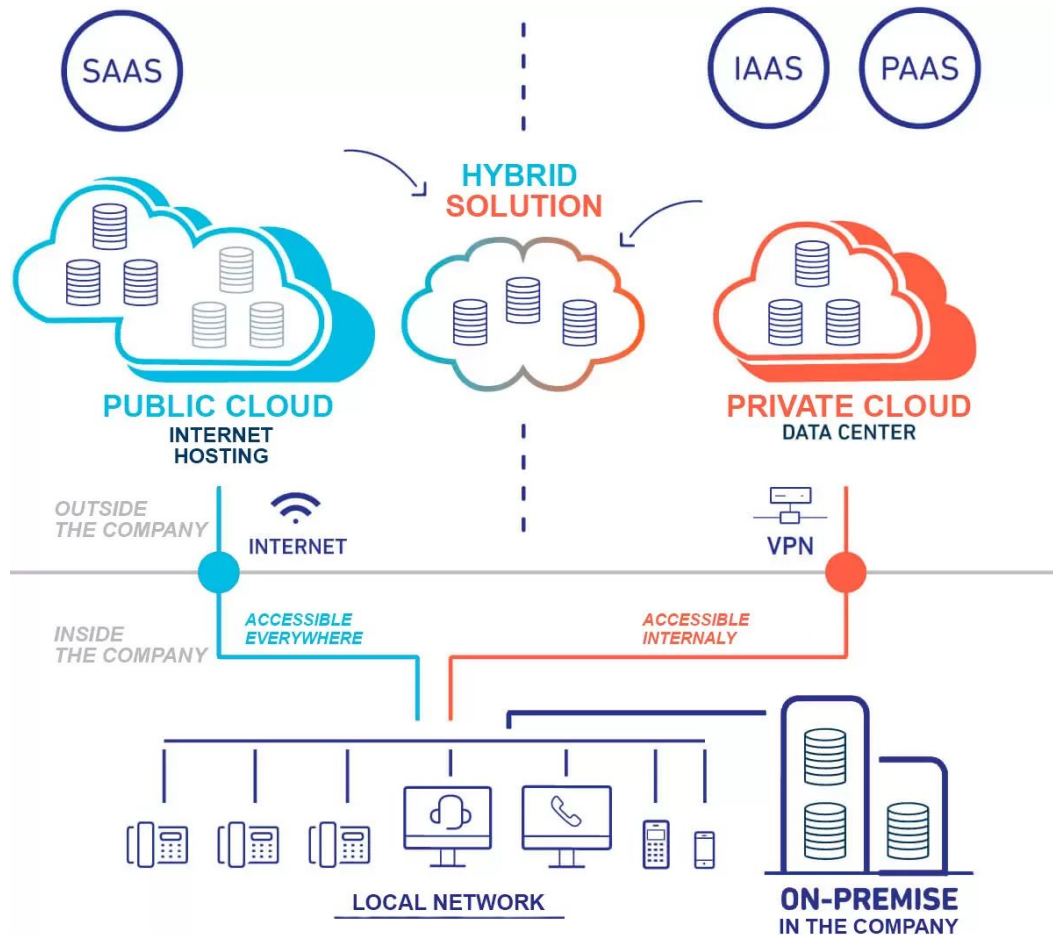 SAAS
IAAS
PAAS
HYBRID
SOLUTION
PUBLIC CLOUD
INTERNET
HOSTING
PRIVATE CLOUD
DATA CENTER
OUTSIDE
THE COMPANY
INTERNET
VPN
INSIDE
THE COMPANY
ACCESSIBLE
EVERYWHERE
ACCESSIBLE
INTERNALY
LOCAL NETWORK
ON-PREMISE
IN THE COMPANY